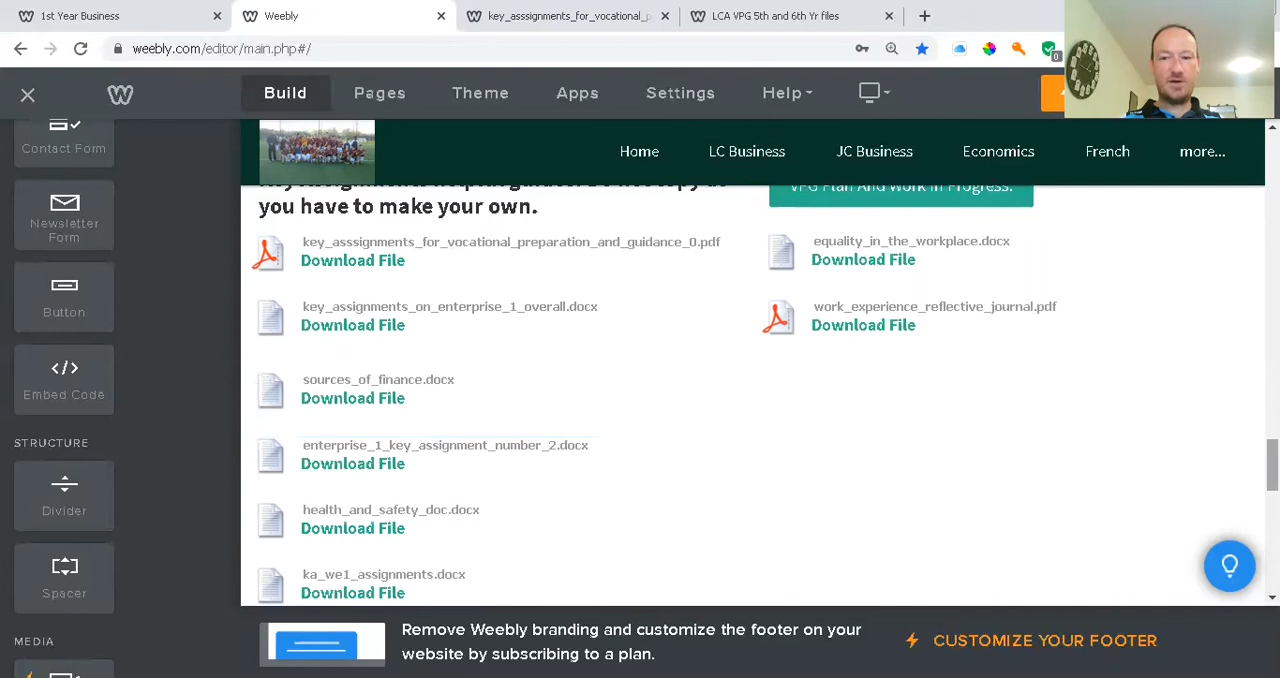 1st Year Business
Weebly
key_asssignments_for_vocational_p
LCA VPG 5th and 6th Yr files
weebly.com/editor/main.php#/
0
Build
Pages
Theme
Apps
Settings
Help
Contact Form
Newsletter
Form
Button
Embed Code
STRUCTURE
Divider
Spacer
MEDIA
Home
LC Business
JC Business
Economics
French
more...
you have to make your own.
VPG Plan And Work In Progress.
key_asssignments_for_vocational_preparation_and_guidance_0.pdf
Download File
key_assignments_on_enterprise_1_overall.docx
Download File
sources_of_finance.docx
Download File
enterprise_1_key_assignment_number_2.docx
Download File
health_and_safety_doc.docx
Download File
ka_we1_assignments.docx
Download File
equality_in_the_workplace.docx
Download File
work_experience_reflective_journal.pdf
Download File
Remove Weebly branding and customize the footer on your
website by subscribing to a plan.
CUSTOMIZE YOUR FOOTER